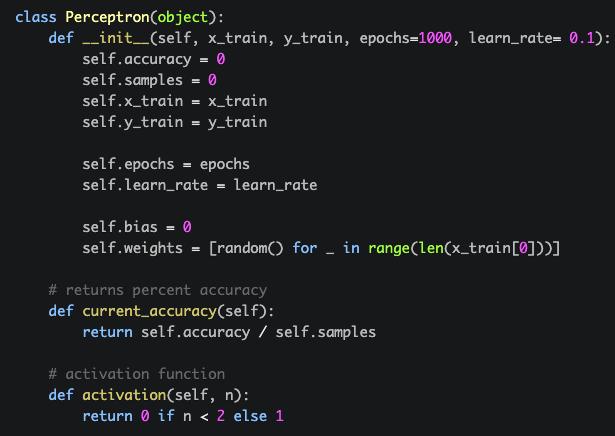 class Perceptron(object):
    def __init__(self, x_train, y_train, epochs=1000, learn_rate= 0.1):
        self.accuracy = 0
        self.samples = 0
        self.x_train = x_train
        self.y_train = y_train

        self.epochs = epochs
        self.learn_rate = learn_rate

        self.bias = 0
        self.weights = [random() for _ in range(len(x_train[0]))]

    # returns percent accuracy
    def current_accuracy(self):
        return self.accuracy / self.samples

    # activation function
    def activation(self, n):
        return 0 if n < 2 else 1